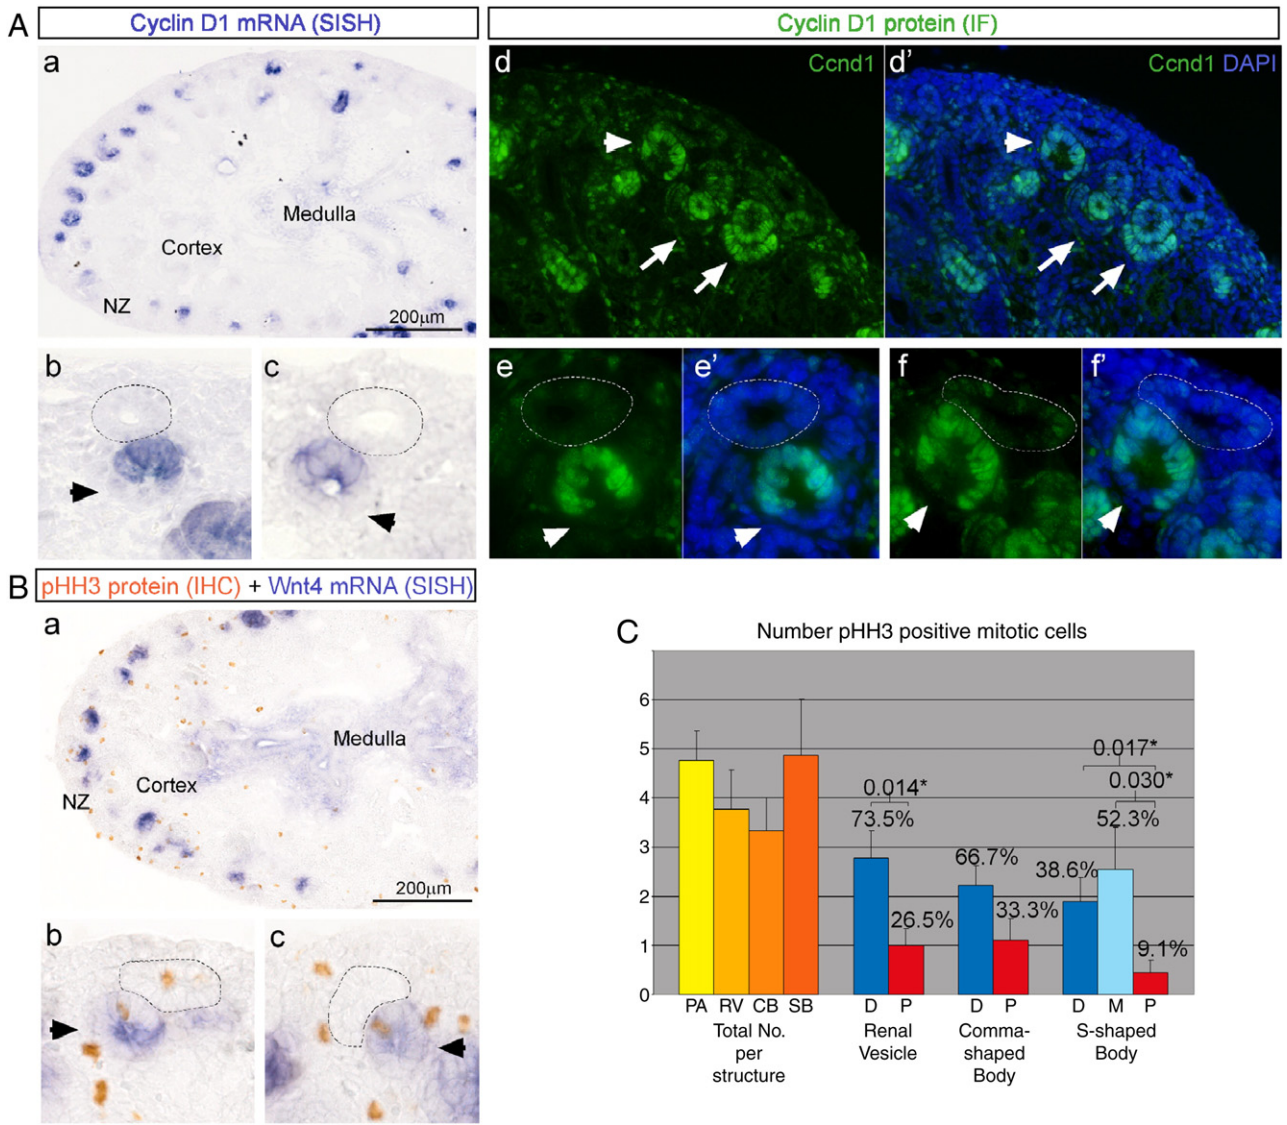 A
Cyclin D1 mRNA (SISH)
Cyclin D1 protein (IF)
a
Medulla
Cortex
NZ
200µm
d
Ccnd1
d'
Ccnd1 DAPI
b
c
e
e'
f
f'
B
pHH3 protein (IHC) + Wnt4 mRNA (SISH)
a
Medulla
Cortex
NZ
200µm
b
c
C
Number pHH3 positive mitotic cells
6
5
4
3
2
1
0
0.014*
73.5%
26.5%
66.7%
33.3%
0.017*
0.030*
52.3%
38.6%
9.1%
PA RV CB SB
D P
D P
D M P
Total No.
per
structure
Renal
Vesicle
Comma-
shaped
Body
S-shaped
Body